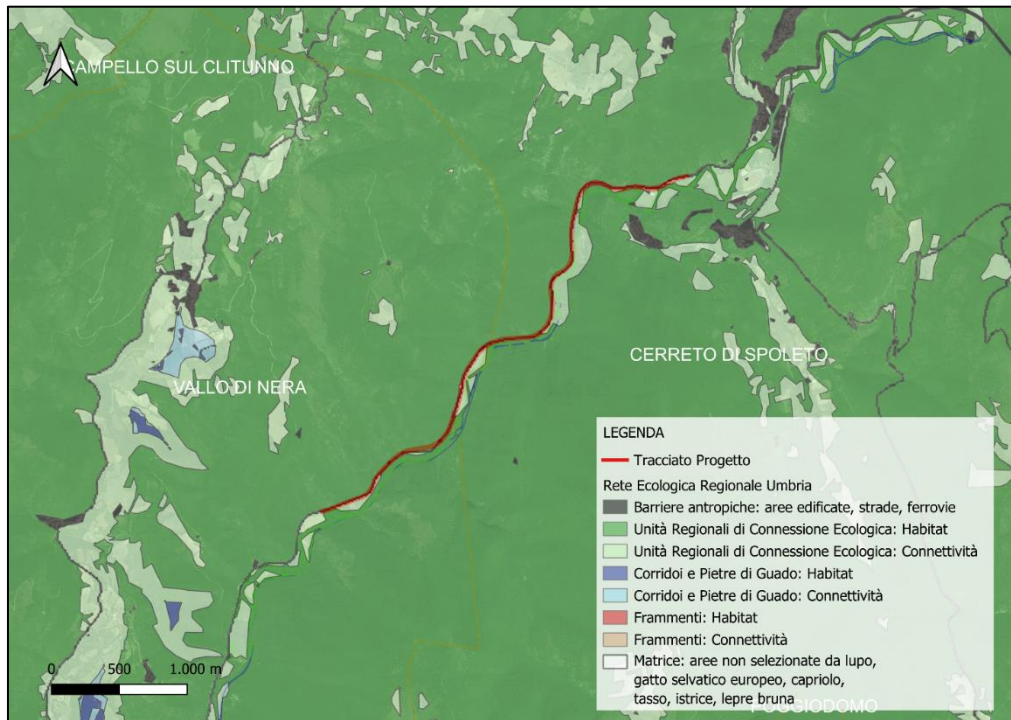 CAMPELLO SUL CLITUNNO
CERRETO DI SPOLETO
VALLO DI NERA
LEGENDA
Tracciato Progetto
Rete Ecologica Regionale Umbria
Barriere antropiche: aree edificate, strade, ferrovie
Unità Regionali di Connessione Ecologica: Habitat
Unità Regionali di Connessione Ecologica: Connettività
Corridoi e Pietre di Guado: Habitat
Corridoi e Pietre di Guado: Connettività
Frammenti: Habitat
Frammenti: Connettività
Matrice: aree non selezionate da lupo,
gatto selvatico europeo, capriolo,
tasso, istrice, lepre bruna
0 500 1.000 m
POGGIODOMO